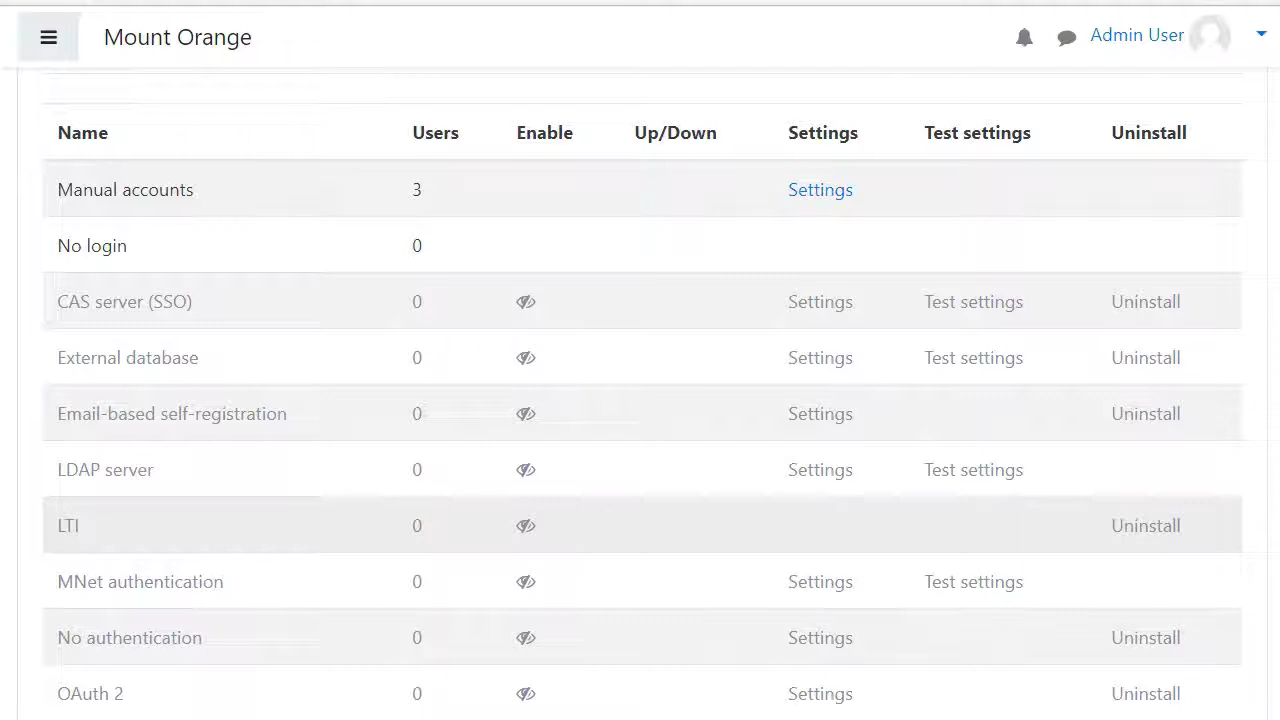 Mount Orange
Admin User
Name Users Enable Up/Down Settings Test settings Uninstall
Manual accounts 3 Settings
No login 0
CAS server (SSO) 0 Settings Test settings Uninstall
External database 0 Settings Test settings Uninstall
Email-based self-registration 0 Settings Uninstall
LDAP server 0 Settings Test settings
LTI 0 Uninstall
MNet authentication 0 Settings Test settings
No authentication 0 Settings Uninstall
OAuth 2 0 Settings Uninstall